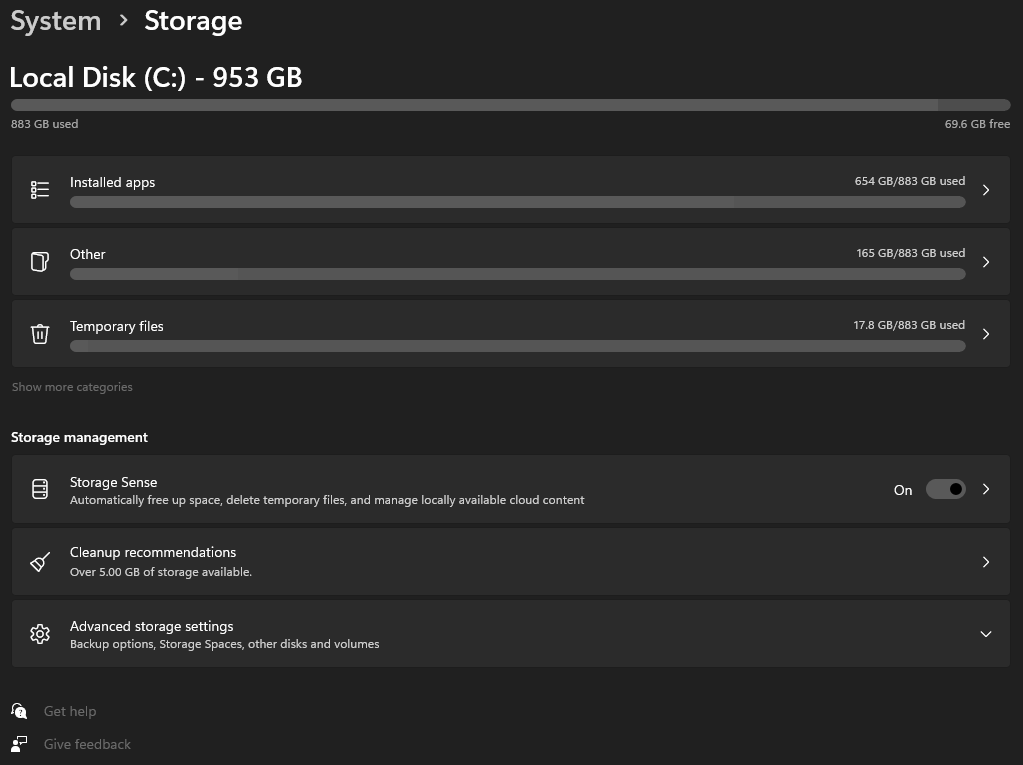 System > Storage
Local Disk (C:) - 953 GB
883 GB used 69.6 GB free
Installed apps 654 GB/883 GB used
Other 165 GB/883 GB used
Temporary files 17.8 GB/883 GB used
Show more categories
Storage management
Storage Sense
Automatically free up space, delete temporary files, and manage locally available cloud content
On
Cleanup recommendations
Over 5.00 GB of storage available.
Advanced storage settings
Backup options, Storage Spaces, other disks and volumes
Get help
Give feedback